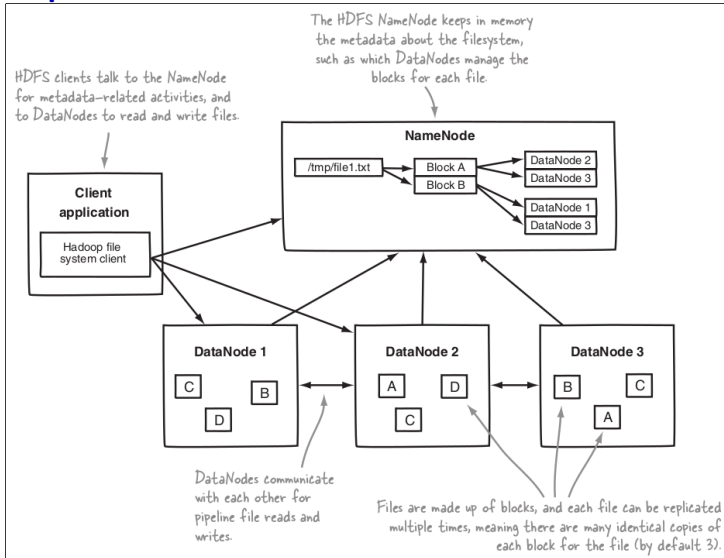 The HDFS NameNode keeps in memory
the metadata about the filesystem,
such as which DataNodes manage the
blocks for each file.
HDFS clients talk to the NameNode
for metadata-related activities, and
to DataNodes to read and write files.
NameNode
/tmp/file1.txt
Block A
Block B
DataNode 2
DataNode 3
DataNode 1
DataNode 3
Client
application
Hadoop file
system client
DataNode 1
C
B
D
DataNode 2
A
D
C
DataNode 3
B
C
A
DataNodes communicate
with each other for
pipeline file reads and
writes.
Files are made up of blocks, and each file can be replicated
multiple times, meaning there are many identical copies of
each block for the file (by default 3).